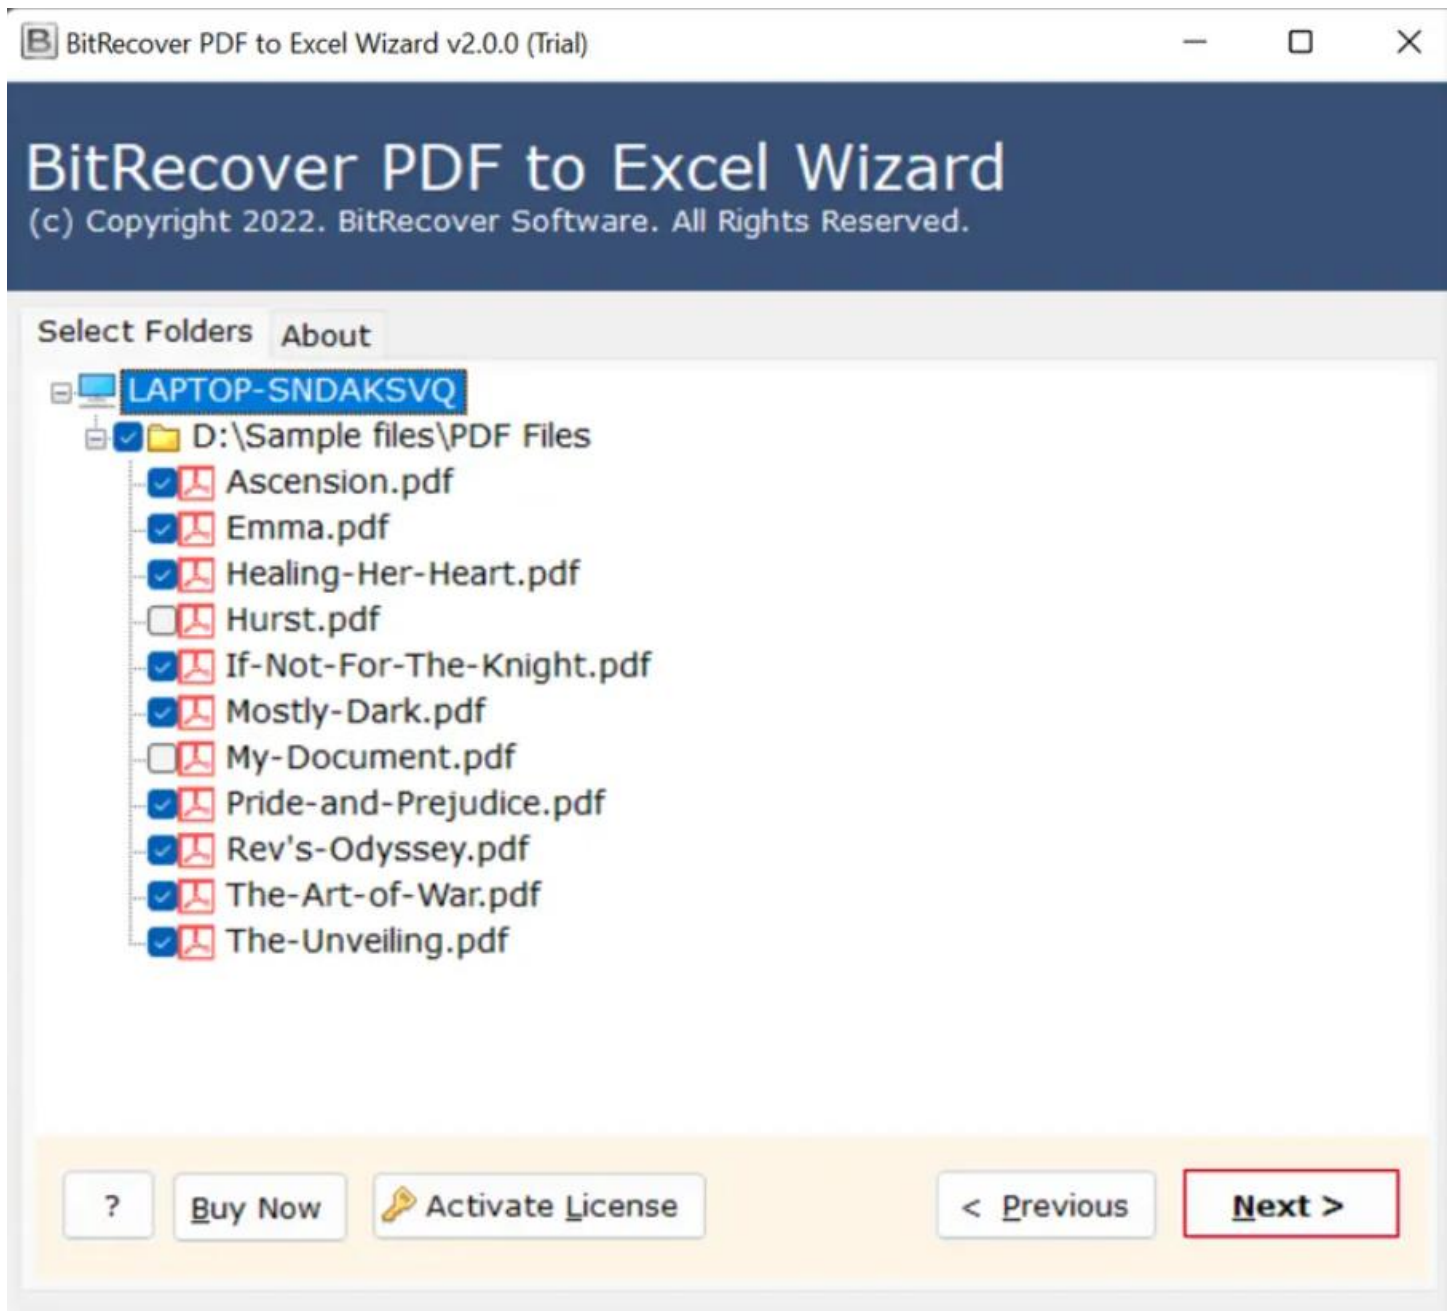 BitRecover PDF to Excel Wizard v2.0.0 (Trial)
BitRecover PDF to Excel Wizard
(c) Copyright 2022. BitRecover Software. All Rights Reserved.
Select Folders About
LAPTOP-SNDAKSVQ
D:\Sample files\PDF Files
Ascension.pdf
Emma.pdf
Healing-Her-Heart.pdf
Hurst.pdf
If-Not-For-The-Knight.pdf
Mostly-Dark.pdf
My-Document.pdf
Pride-and-Prejudice.pdf
Rev's-Odyssey.pdf
The-Art-of-War.pdf
The-Unveiling.pdf
? Buy Now Activate License < Previous Next >